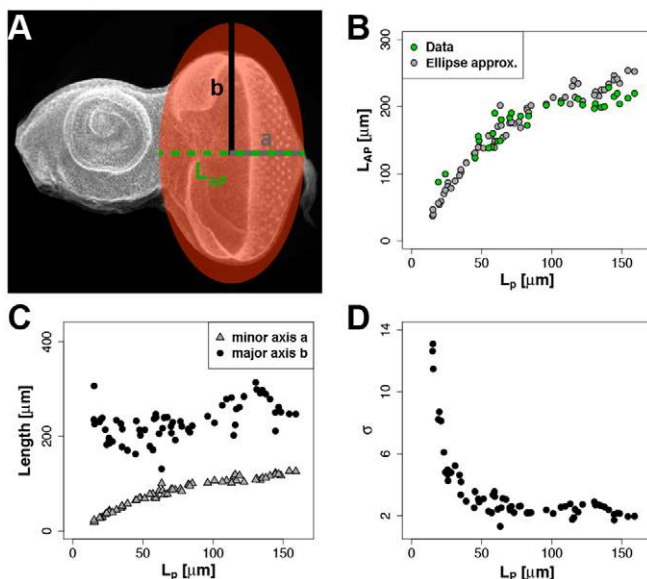 A
b
a
L_AP
B
Data
Ellipse approx.
L_AP [μm]
300
200
100
0
0 50 100 150
L_p [μm]
C
minor axis a
major axis b
Length [μm]
400
200
0
0 50 100 150
L_p [μm]
D
σ
14
10
6
2
0 50 100 150
L_p [μm]